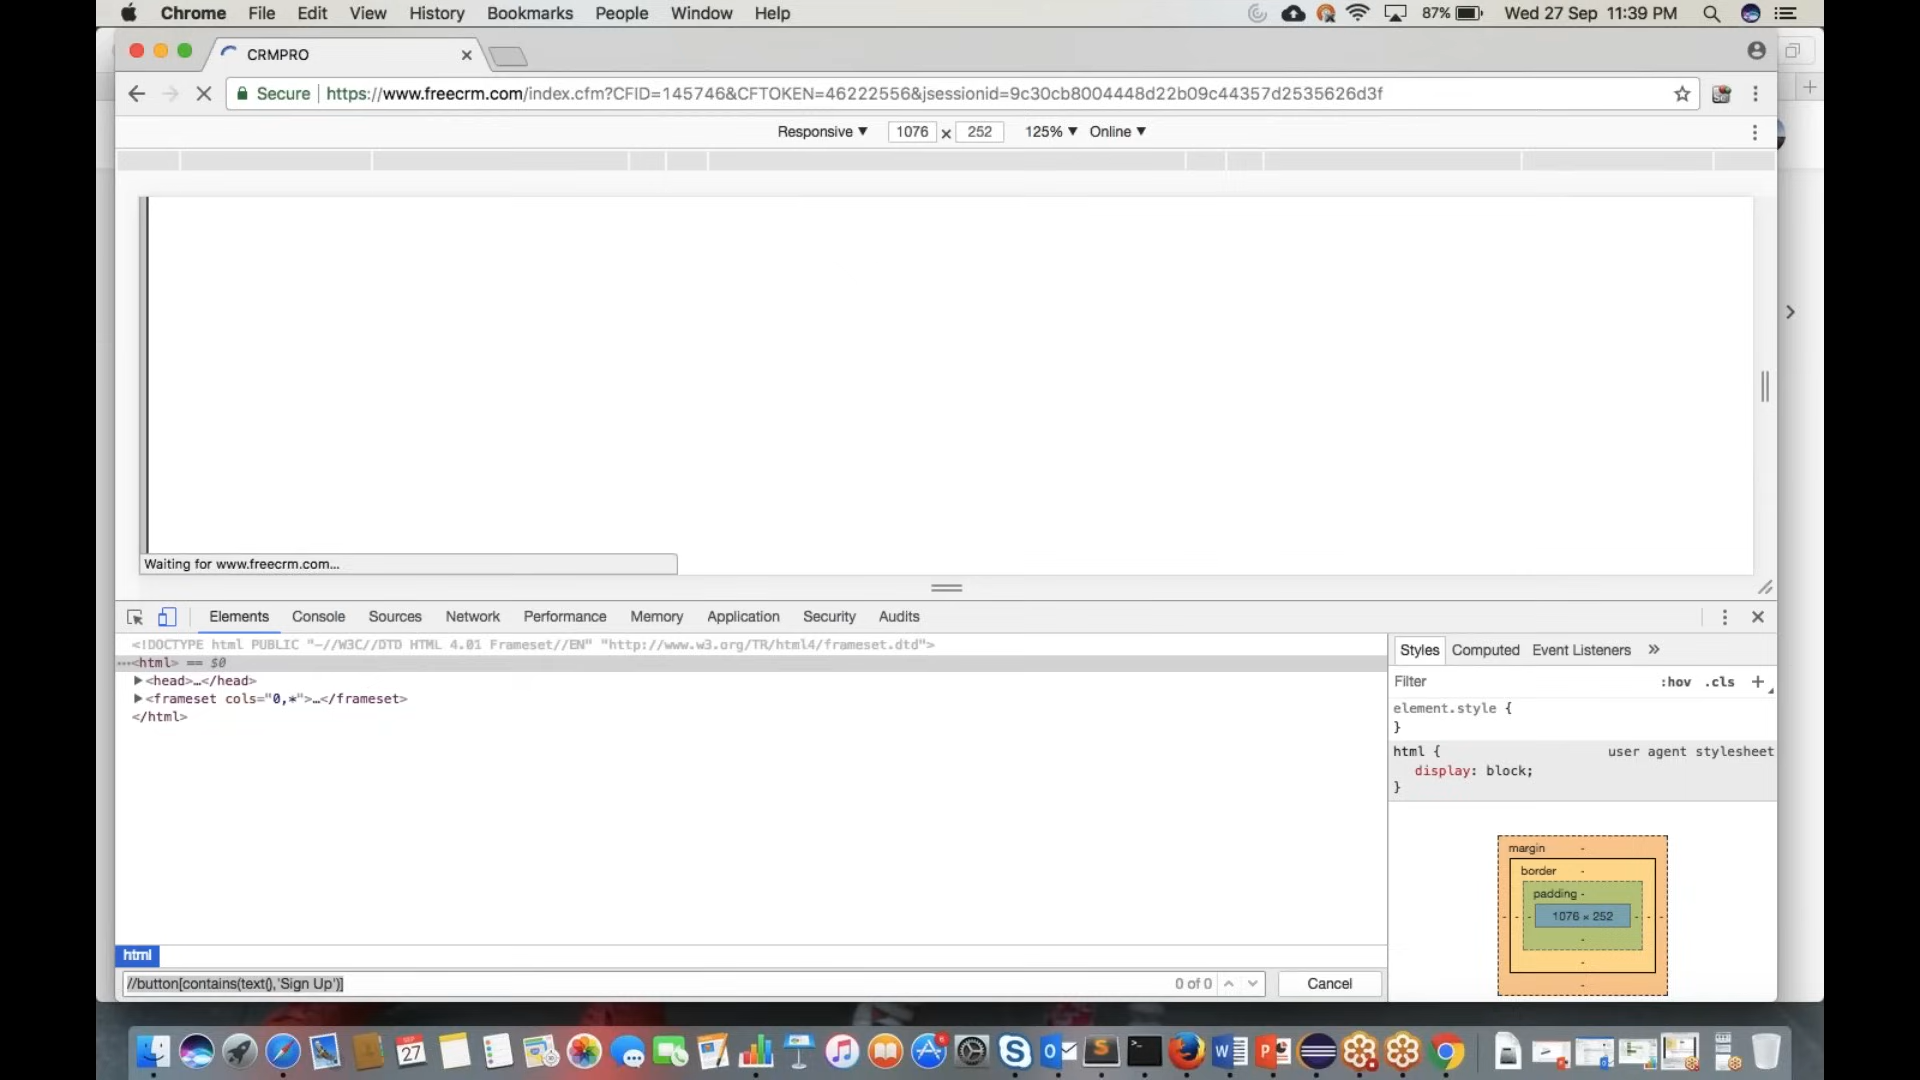 Chrome File Edit View History Bookmarks People Window Help 87% Wed 27 Sep 11:39 PM
CRMPRO
Secure https://www.freecrm.com/index.cfm?CFID=145746&CFTOKEN=46222556&jsessionid=9c30cb8004448d22b09c44357d2535626d3f
Responsive ▼ 1076 x 252 125% ▼ Online ▼
Waiting for www.freecrm.com...
Elements Console Sources Network Performance Memory Application Security Audits
<!DOCTYPE html PUBLIC "-//W3C//DTD HTML 4.01 Frameset//EN" "http://www.w3.org/TR/html4/frameset.dtd">
…<html> == $0
▶<head>…</head>
▶<frameset cols="0,*">…</frameset>
</html>
html
//button[contains(text(),'Sign Up')] 0 of 0 Cancel
Styles Computed Event Listeners »
Filter :hov .cls +
element.style {
}
html { user agent stylesheet
display: block;
}
margin -
border -
padding -
- - - 1076 × 252 - - -
-
-
-
27